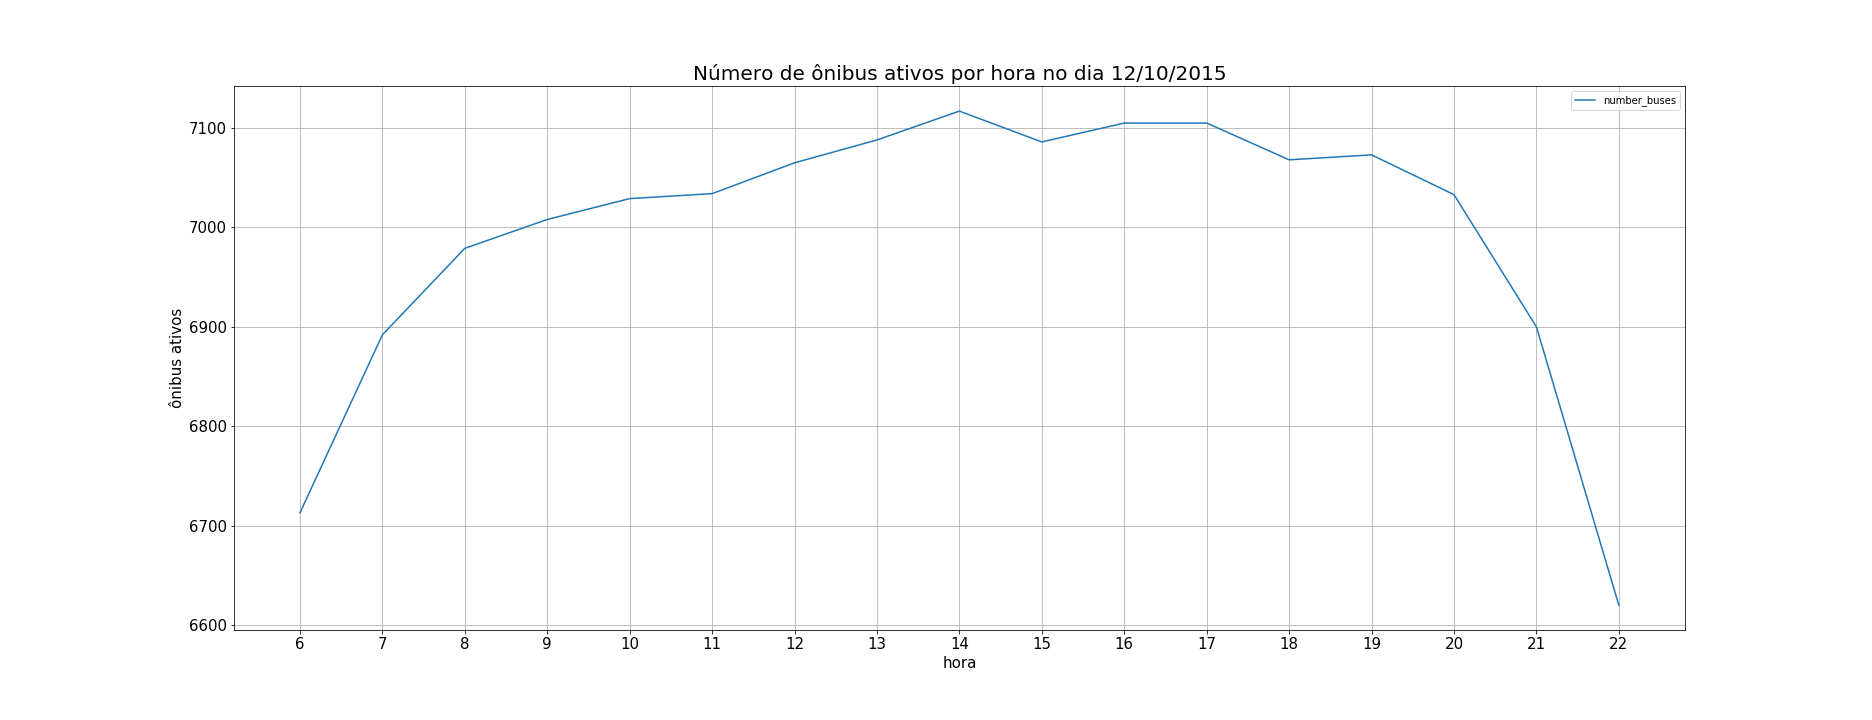 Número de ônibus ativos por hora no dia 12/10/2015
number_buses
7100
7000
6900
6800
6700
6600
ônibus ativos
6 7 8 9 10 11 12 13 14 15 16 17 18 19 20 21 22
hora